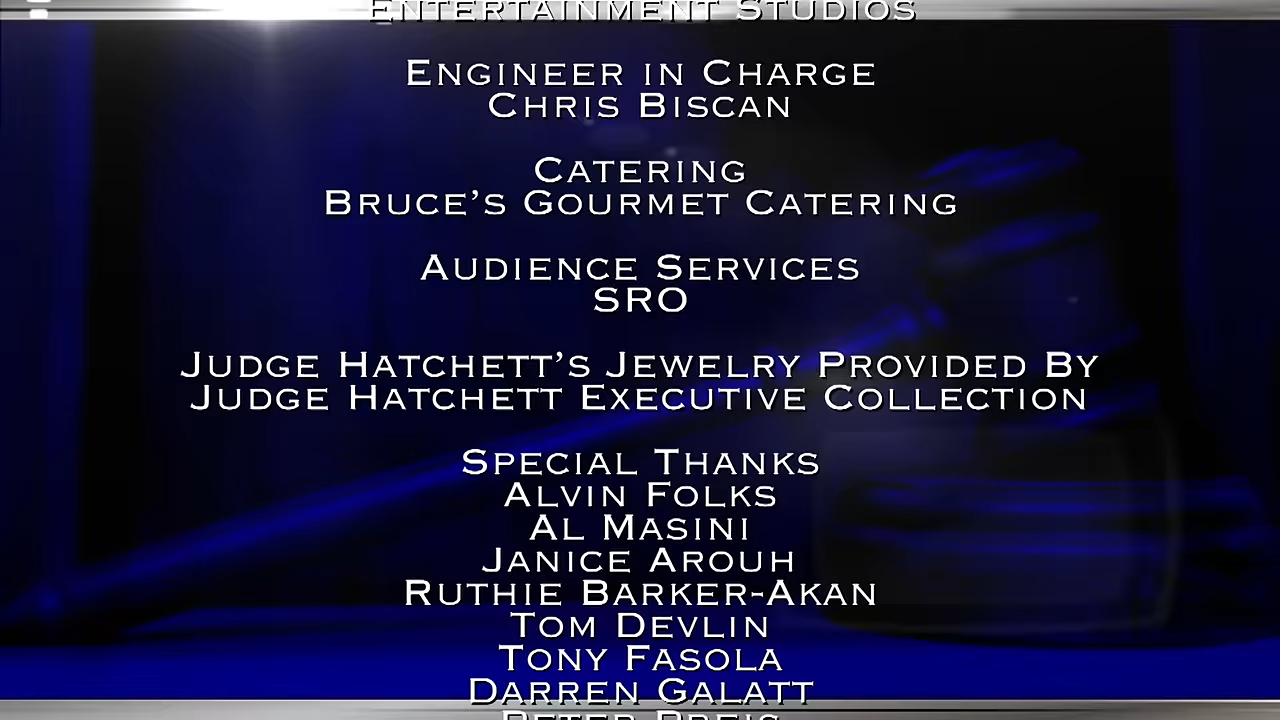 ENTERTAINMENT STUDIOS
ENGINEER IN CHARGE
CHRIS BISCAN
CATERING
BRUCE'S GOURMET CATERING
AUDIENCE SERVICES
SRO
JUDGE HATCHETT'S JEWELRY PROVIDED BY
JUDGE HATCHETT EXECUTIVE COLLECTION
SPECIAL THANKS
ALVIN FOLKS
AL MASINI
JANICE AROUH
RUTHIE BARKER-AKAN
TOM DEVLIN
TONY FASOLA
DARREN GALATT